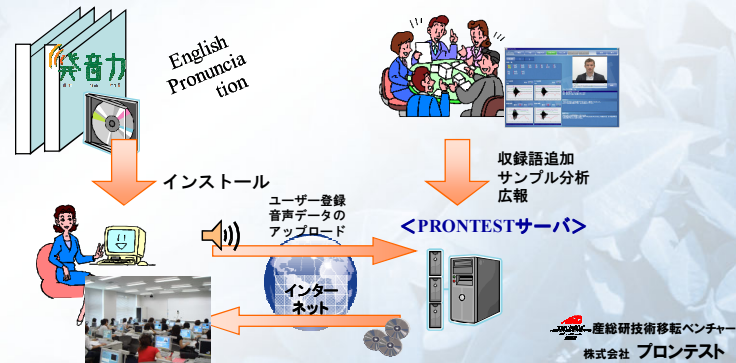 発音力
English
Pronuncia
tion
インストール
ユーザー登録
音声データの
アップロード
収録語追加
サンプル分析
広報
＜PRONTESTサーバ＞
インター
ネット
産総研技術移転ベンチャー
株式会社 プロンテスト